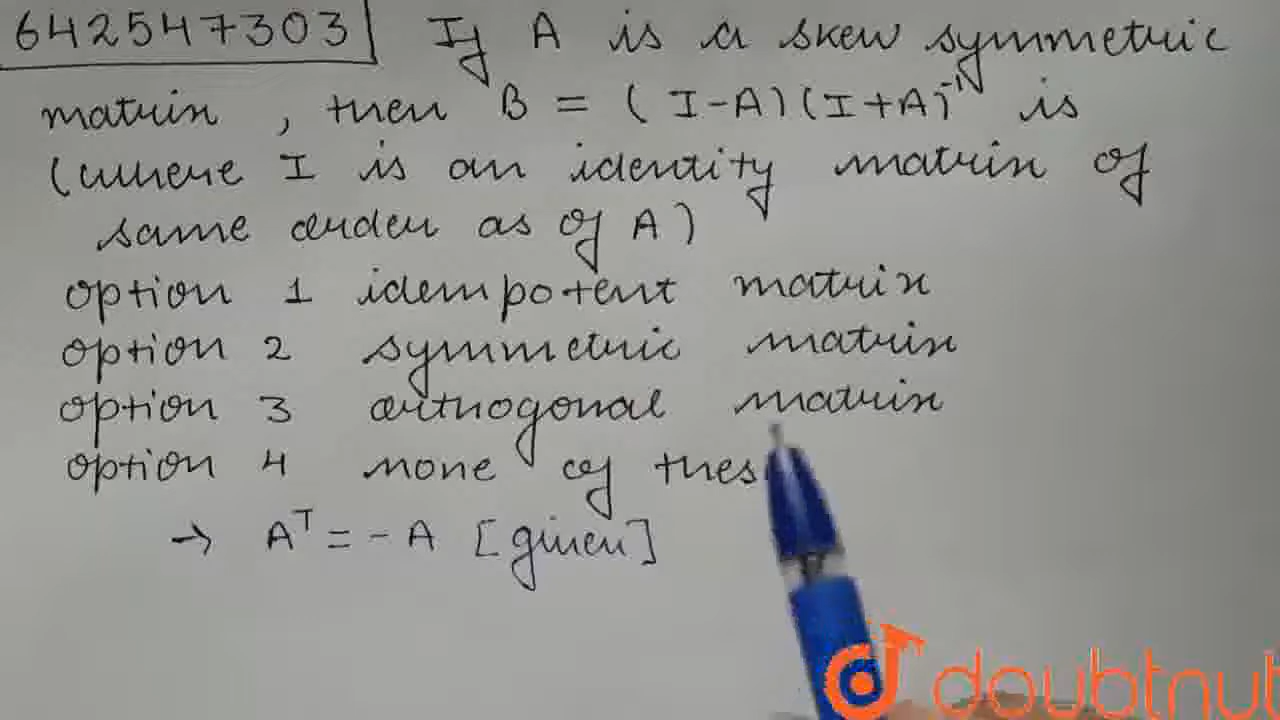 642547303 If A is a skew symmetric
matrix, then B = (I-A)(I+A)⁻¹ is
(where I is an identity matrix of
same order as of A)
option 1 idempotent matrix
option 2 symmetric matrix
option 3 orthogonal matrix
option 4 none of thes
→ Aᵀ = -A [given]
doubtnut